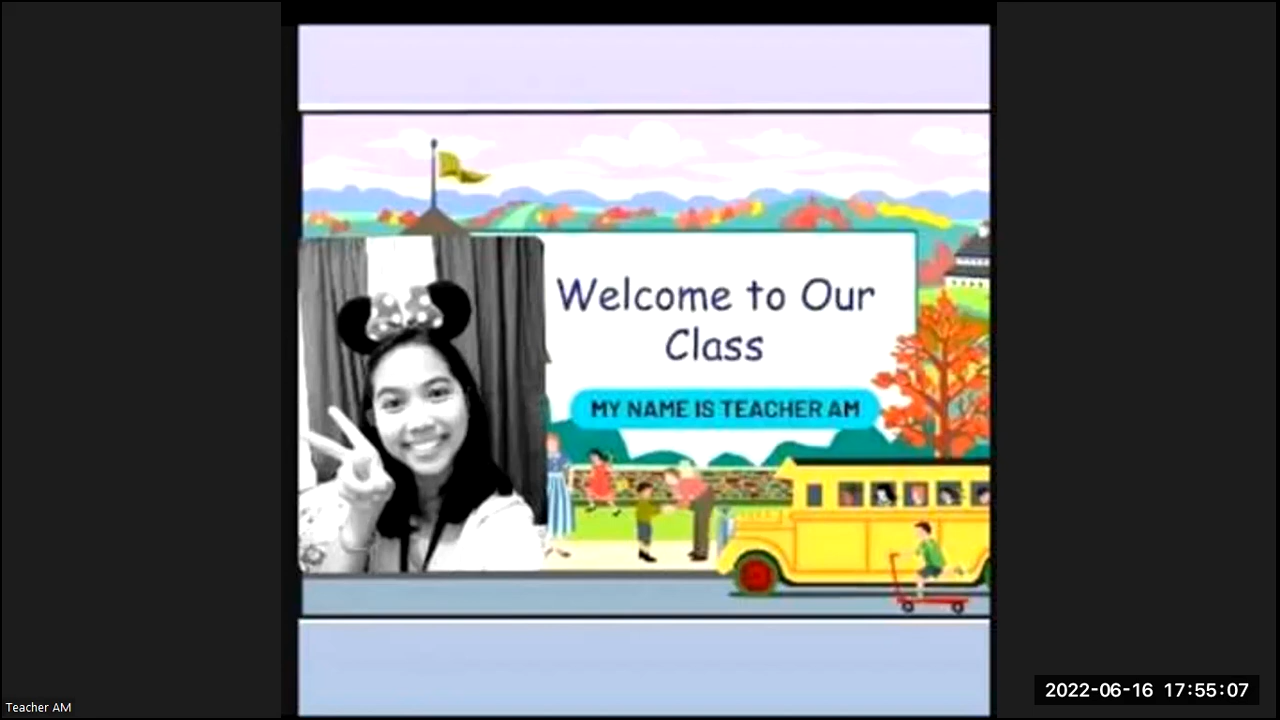 Welcome to Our
Class
MY NAME IS TEACHER AM
Teacher AM
2022-06-16 17:55:07